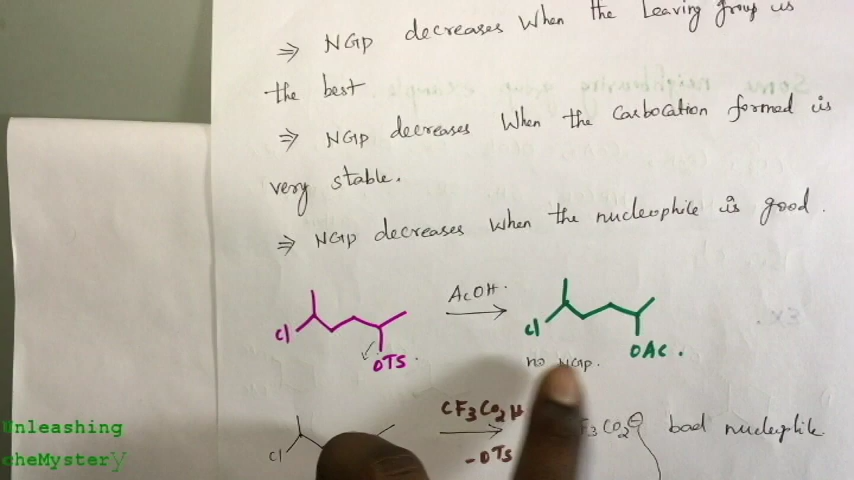 ⇒ NGP decreases When the Leaving group is
the best
⇒ NGP decreases When the Carbocation formed is
very stable.
⇒ NGP decreases When the nucleophile is good.
AcOH.
Cl
OTS.
Cl
OAC.
no NGP.
CF3CO2H
-OTS
Cl
F3CO2⊖ bad nucleophile
Unleashing
cheMysterY